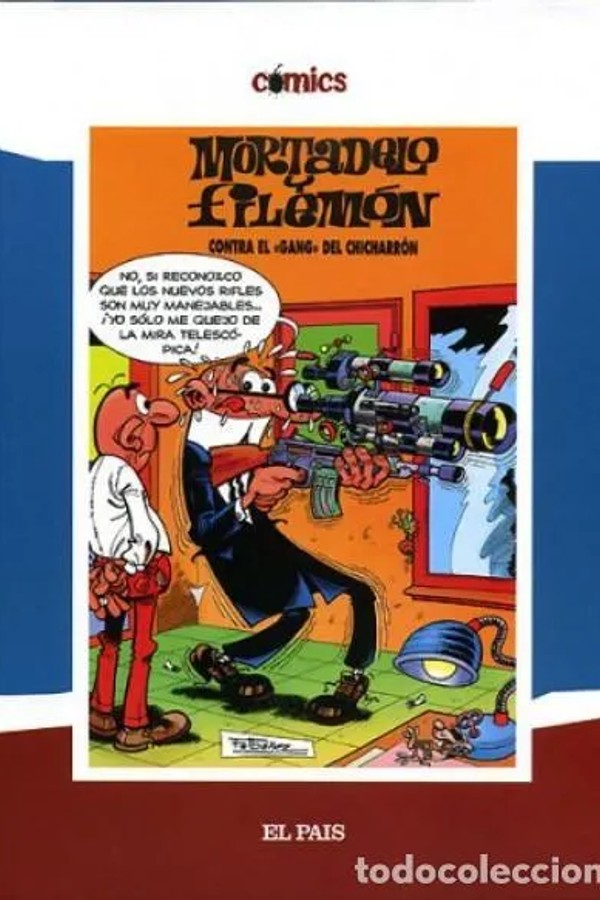 cómics
MORTADELO
Y
FILEMÓN
CONTRA EL «GANG» DEL CHICHARRÓN
NO, SI RECONOZCO
QUE LOS NUEVOS RIFLES
SON MUY MANEJABLES...
¡YO SÓLO ME QUEJO DE
LA MIRA TELESCÓ-
PICA!
EL PAIS
todocoleccion